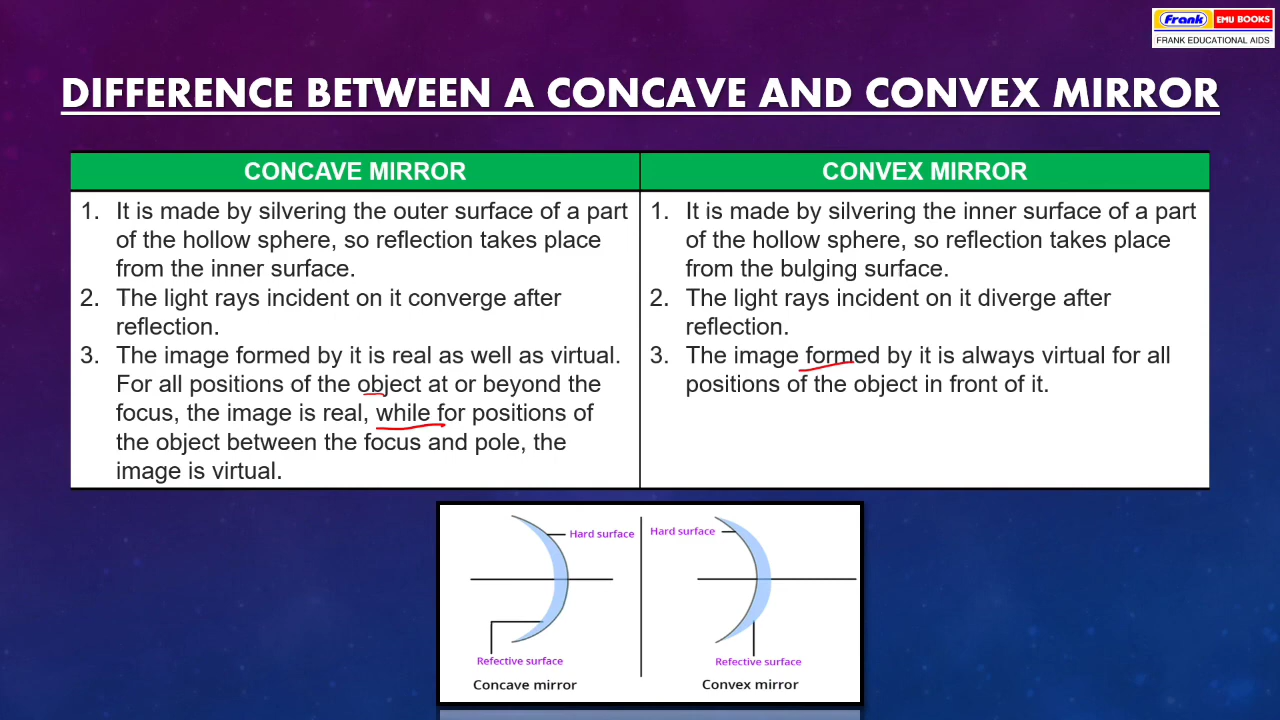 Frank EMU BOOKS
FRANK EDUCATIONAL AIDS
DIFFERENCE BETWEEN A CONCAVE AND CONVEX MIRROR
CONCAVE MIRROR
1. It is made by silvering the outer surface of a part
of the hollow sphere, so reflection takes place
from the inner surface.
2. The light rays incident on it converge after
reflection.
3. The image formed by it is real as well as virtual.
For all positions of the object at or beyond the
focus, the image is real, while for positions of
the object between the focus and pole, the
image is virtual.
CONVEX MIRROR
1. It is made by silvering the inner surface of a part
of the hollow sphere, so reflection takes place
from the bulging surface.
2. The light rays incident on it diverge after
reflection.
3. The image formed by it is always virtual for all
positions of the object in front of it.
Hard surface
Refective surface
Concave mirror
Hard surface
Refective surface
Convex mirror